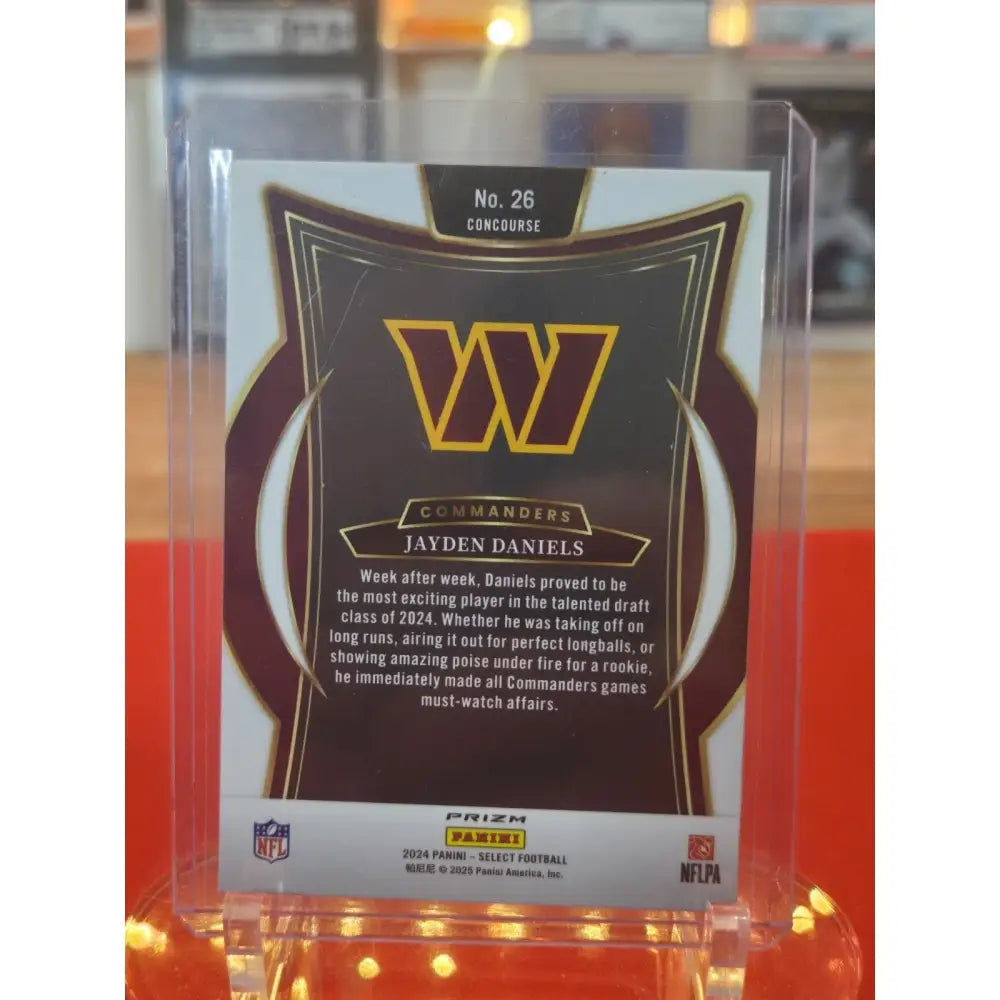 No. 26
CONCOURSE
W
COMMANDERS
JAYDEN DANIELS
Week after week, Daniels proved to be
the most exciting player in the talented draft
class of 2024. Whether he was taking off on
long runs, airing it out for perfect longballs, or
showing amazing poise under fire for a rookie,
he immediately made all Commanders games
must-watch affairs.
PRIZM
PANINI
NFL
2024 PANINI - SELECT FOOTBALL
帕尼尼 © 2025 Panini America, Inc.
NFLPA